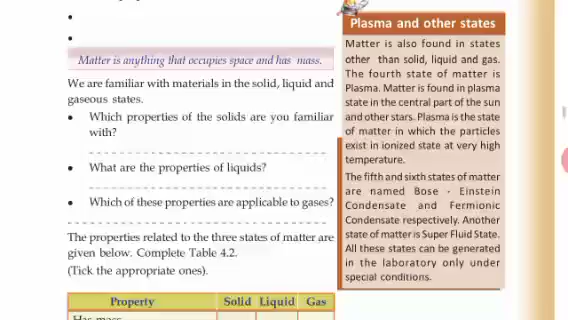 Matter is anything that occupies space and has mass.
We are familiar with materials in the solid, liquid and
gaseous states.
• Which properties of the solids are you familiar
with?
• What are the properties of liquids?
• Which of these properties are applicable to gases?
The properties related to the three states of matter are
given below. Complete Table 4.2.
(Tick the appropriate ones).
Property Solid Liquid Gas
Has mass
Plasma and other states
Matter is also found in states
other than solid, liquid and gas.
The fourth state of matter is
Plasma. Matter is found in plasma
state in the central part of the sun
and other stars. Plasma is the state
of matter in which the particles
exist in ionized state at very high
temperature.
The fifth and sixth states of matter
are named Bose - Einstein
Condensate and Fermionic
Condensate respectively. Another
state of matter is Super Fluid State.
All these states can be generated
in the laboratory only under
special conditions.